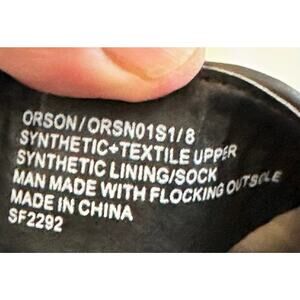 ORSON/ORSN01S1/8
SYNTHETIC+TEXTILE UPPER
SYNTHETIC LINING/SOCK
MAN MADE WITH FLOCKING OUTSOLE
MADE IN CHINA
SF2292